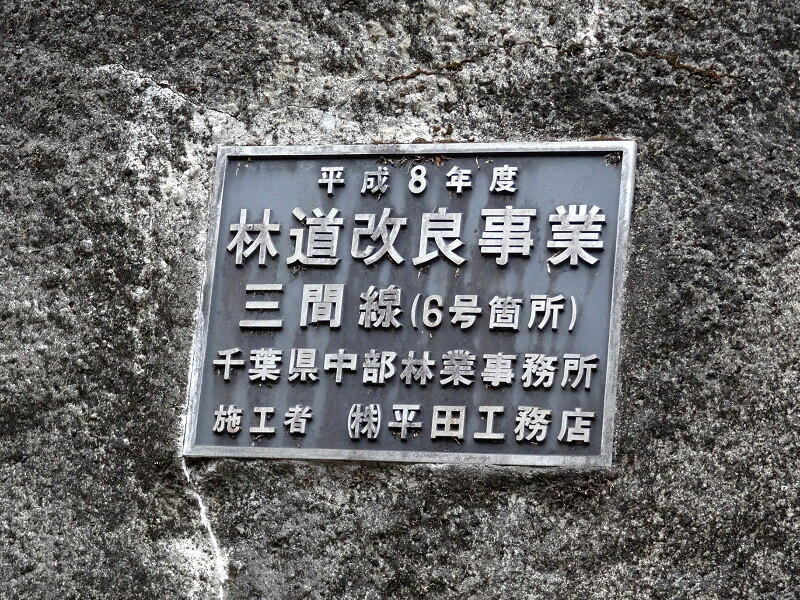 平成8年度
林道改良事業
三間線(6号箇所)
千葉県中部林業事務所
施工者 ㈱平田工務店